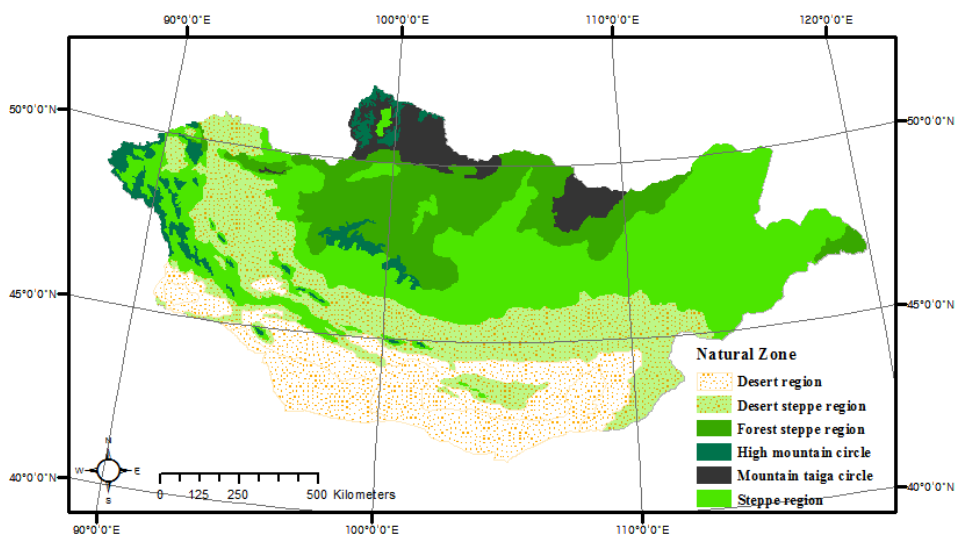 90°0'0"E 100°0'0"E 110°0'0"E 120°0'0"E
50°0'0"N 50°0'0"N
45°0'0"N 45°0'0"N
Natural Zone
Desert region
Desert steppe region
Forest steppe region
High mountain circle
Mountain taiga circle
Steppe region
N
W E
S
0 125 250 500 Kilometers
40°0'0"N 40°0'0"N
90°0'0"E 100°0'0"E 110°0'0"E